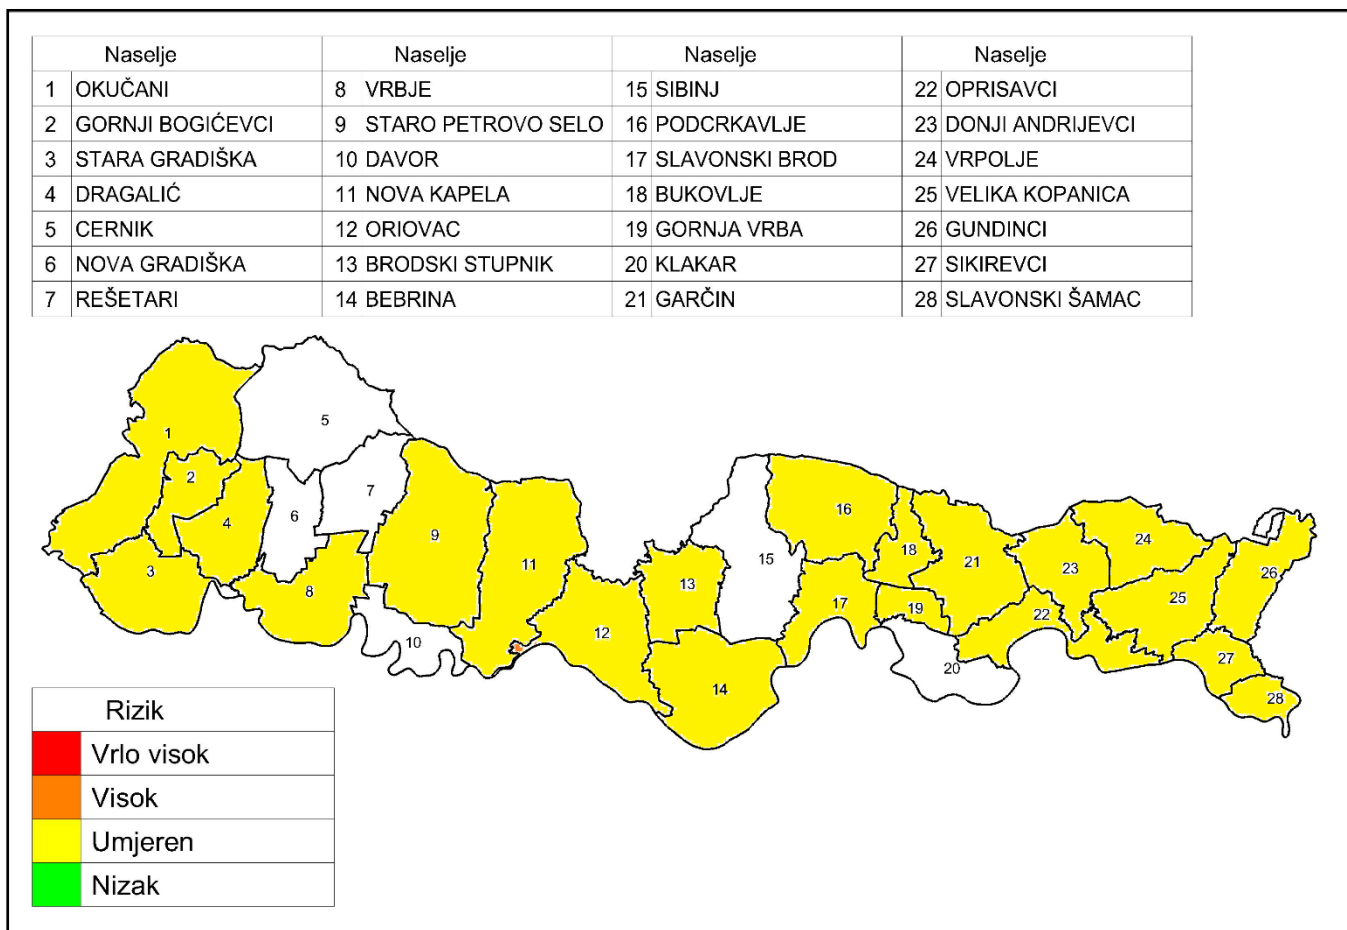 Naselje Naselje Naselje Naselje
1 OKUČANI 8 VRBJE 15 SIBINJ 22 OPRISAVCI
2 GORNJI BOGIĆEVCI 9 STARO PETROVO SELO 16 PODCRKAVLJE 23 DONJI ANDRIJEVCI
3 STARA GRADIŠKA 10 DAVOR 17 SLAVONSKI BROD 24 VRPOLJE
4 DRAGALIĆ 11 NOVA KAPELA 18 BUKOVLJE 25 VELIKA KOPANICA
5 CERNIK 12 ORIOVAC 19 GORNJA VRBA 26 GUNDINCI
6 NOVA GRADIŠKA 13 BRODSKI STUPNIK 20 KLAKAR 27 SIKIREVCI
7 REŠETARI 14 BEBRINA 21 GARČIN 28 SLAVONSKI ŠAMAC
1
2
3
4
5
6
7
8
9
10
11
12
13
14
15
16
17
18
19
20
21
22
23
24
25
26
27
28
Rizik
Vrlo visok
Visok
Umjeren
Nizak